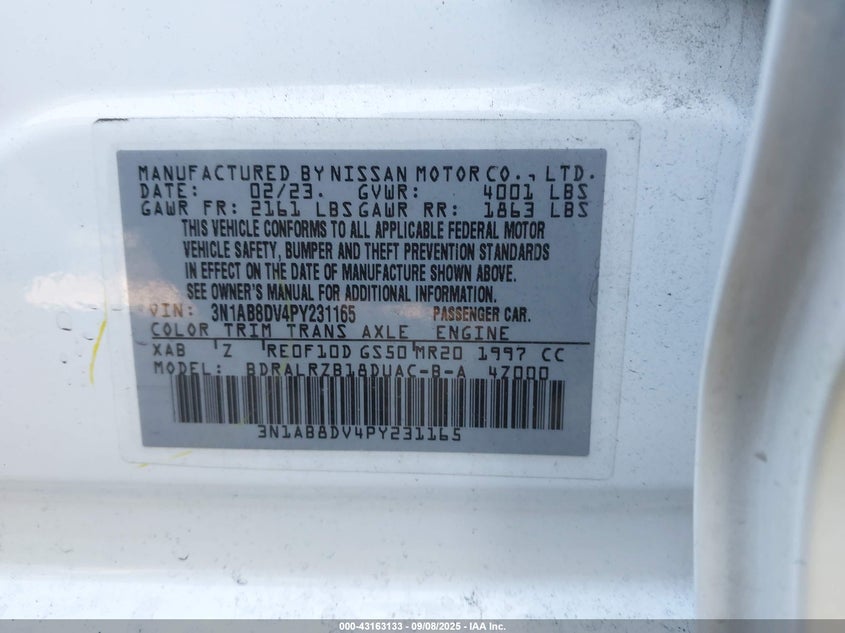 MANUFACTURED BY NISSAN MOTOR CO., LTD.
DATE: 02/23. GVWR: 4001 LBS
GAWR FR: 2161 LBS GAWR RR: 1863 LBS
THIS VEHICLE CONFORMS TO ALL APPLICABLE FEDERAL MOTOR
VEHICLE SAFETY, BUMPER AND THEFT PREVENTION STANDARDS
IN EFFECT ON THE DATE OF MANUFACTURE SHOWN ABOVE.
SEE OWNER'S MANUAL FOR ADDITIONAL INFORMATION.
VIN: 3N1AB8DV4PY231165 PASSENGER CAR.
COLOR TRIM TRANS AXLE ENGINE
XAB Z RE0F10D GS50 MR20 1997 CC
MODEL: BDRALRZB18DUAC-B-A 4Z000
3N1AB8DV4PY231165
000-43163133 - 09/08/2025 - IAA Inc.